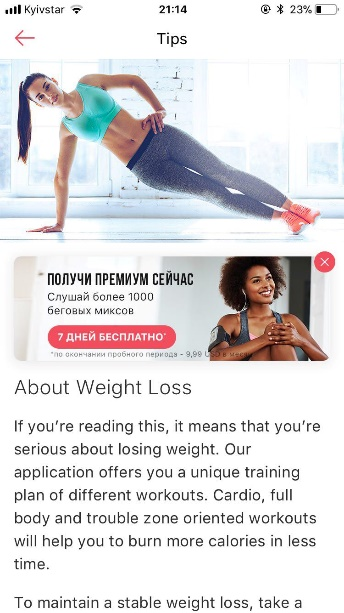 Kyivstar 21:14 23%
Tips
ПОЛУЧИ ПРЕМИУМ СЕЙЧАС
Слушай более 1000
беговых миксов
7 ДНЕЙ БЕСПЛАТНО*
*по окончании пробного периода - 9,99 USD в месяц
About Weight Loss
If you’re reading this, it means that you’re
serious about losing weight. Our
application offers you a unique training
plan of different workouts. Cardio, full
body and trouble zone oriented workouts
will help you to burn more calories in less
time.
To maintain a stable weight loss, take a